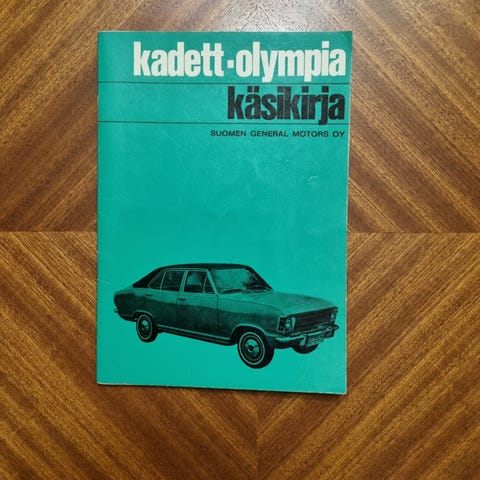 kadett-olympia
käsikirja
SUOMEN GENERAL MOTORS OY